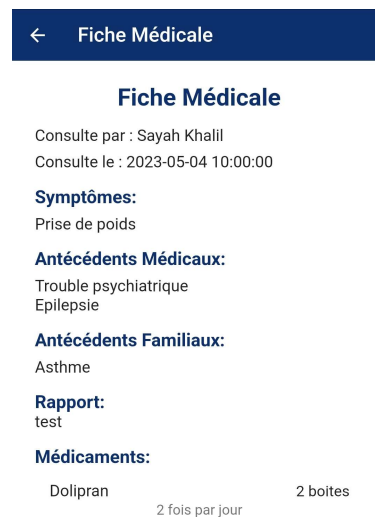 Fiche Médicale
Fiche Médicale
Consulte par : Sayah Khalil
Consulte le : 2023-05-04 10:00:00
Symptômes:
Prise de poids
Antécédents Médicaux:
Trouble psychiatrique
Epilepsie
Antécédents Familiaux:
Asthme
Rapport:
test
Médicaments:
Dolipran 2 boites
2 fois par jour